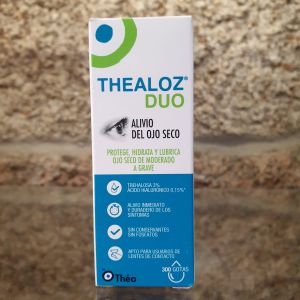 THEALOZ®
DUO
ALIVIO
DEL OJO SECO
PROTEGE, HIDRATA Y LUBRICA
OJO SECO DE MODERADO
A GRAVE
TREHALOSA 3%
ÁCIDO HIALURÓNICO 0,15%
ALIVIO INMEDIATO
Y DURADERO DE LOS
SÍNTOMAS
SIN CONSERVANTES
SIN FOSFATOS
APTO PARA USUARIOS DE
LENTES DE CONTACTO
Théa
300 GOTAS